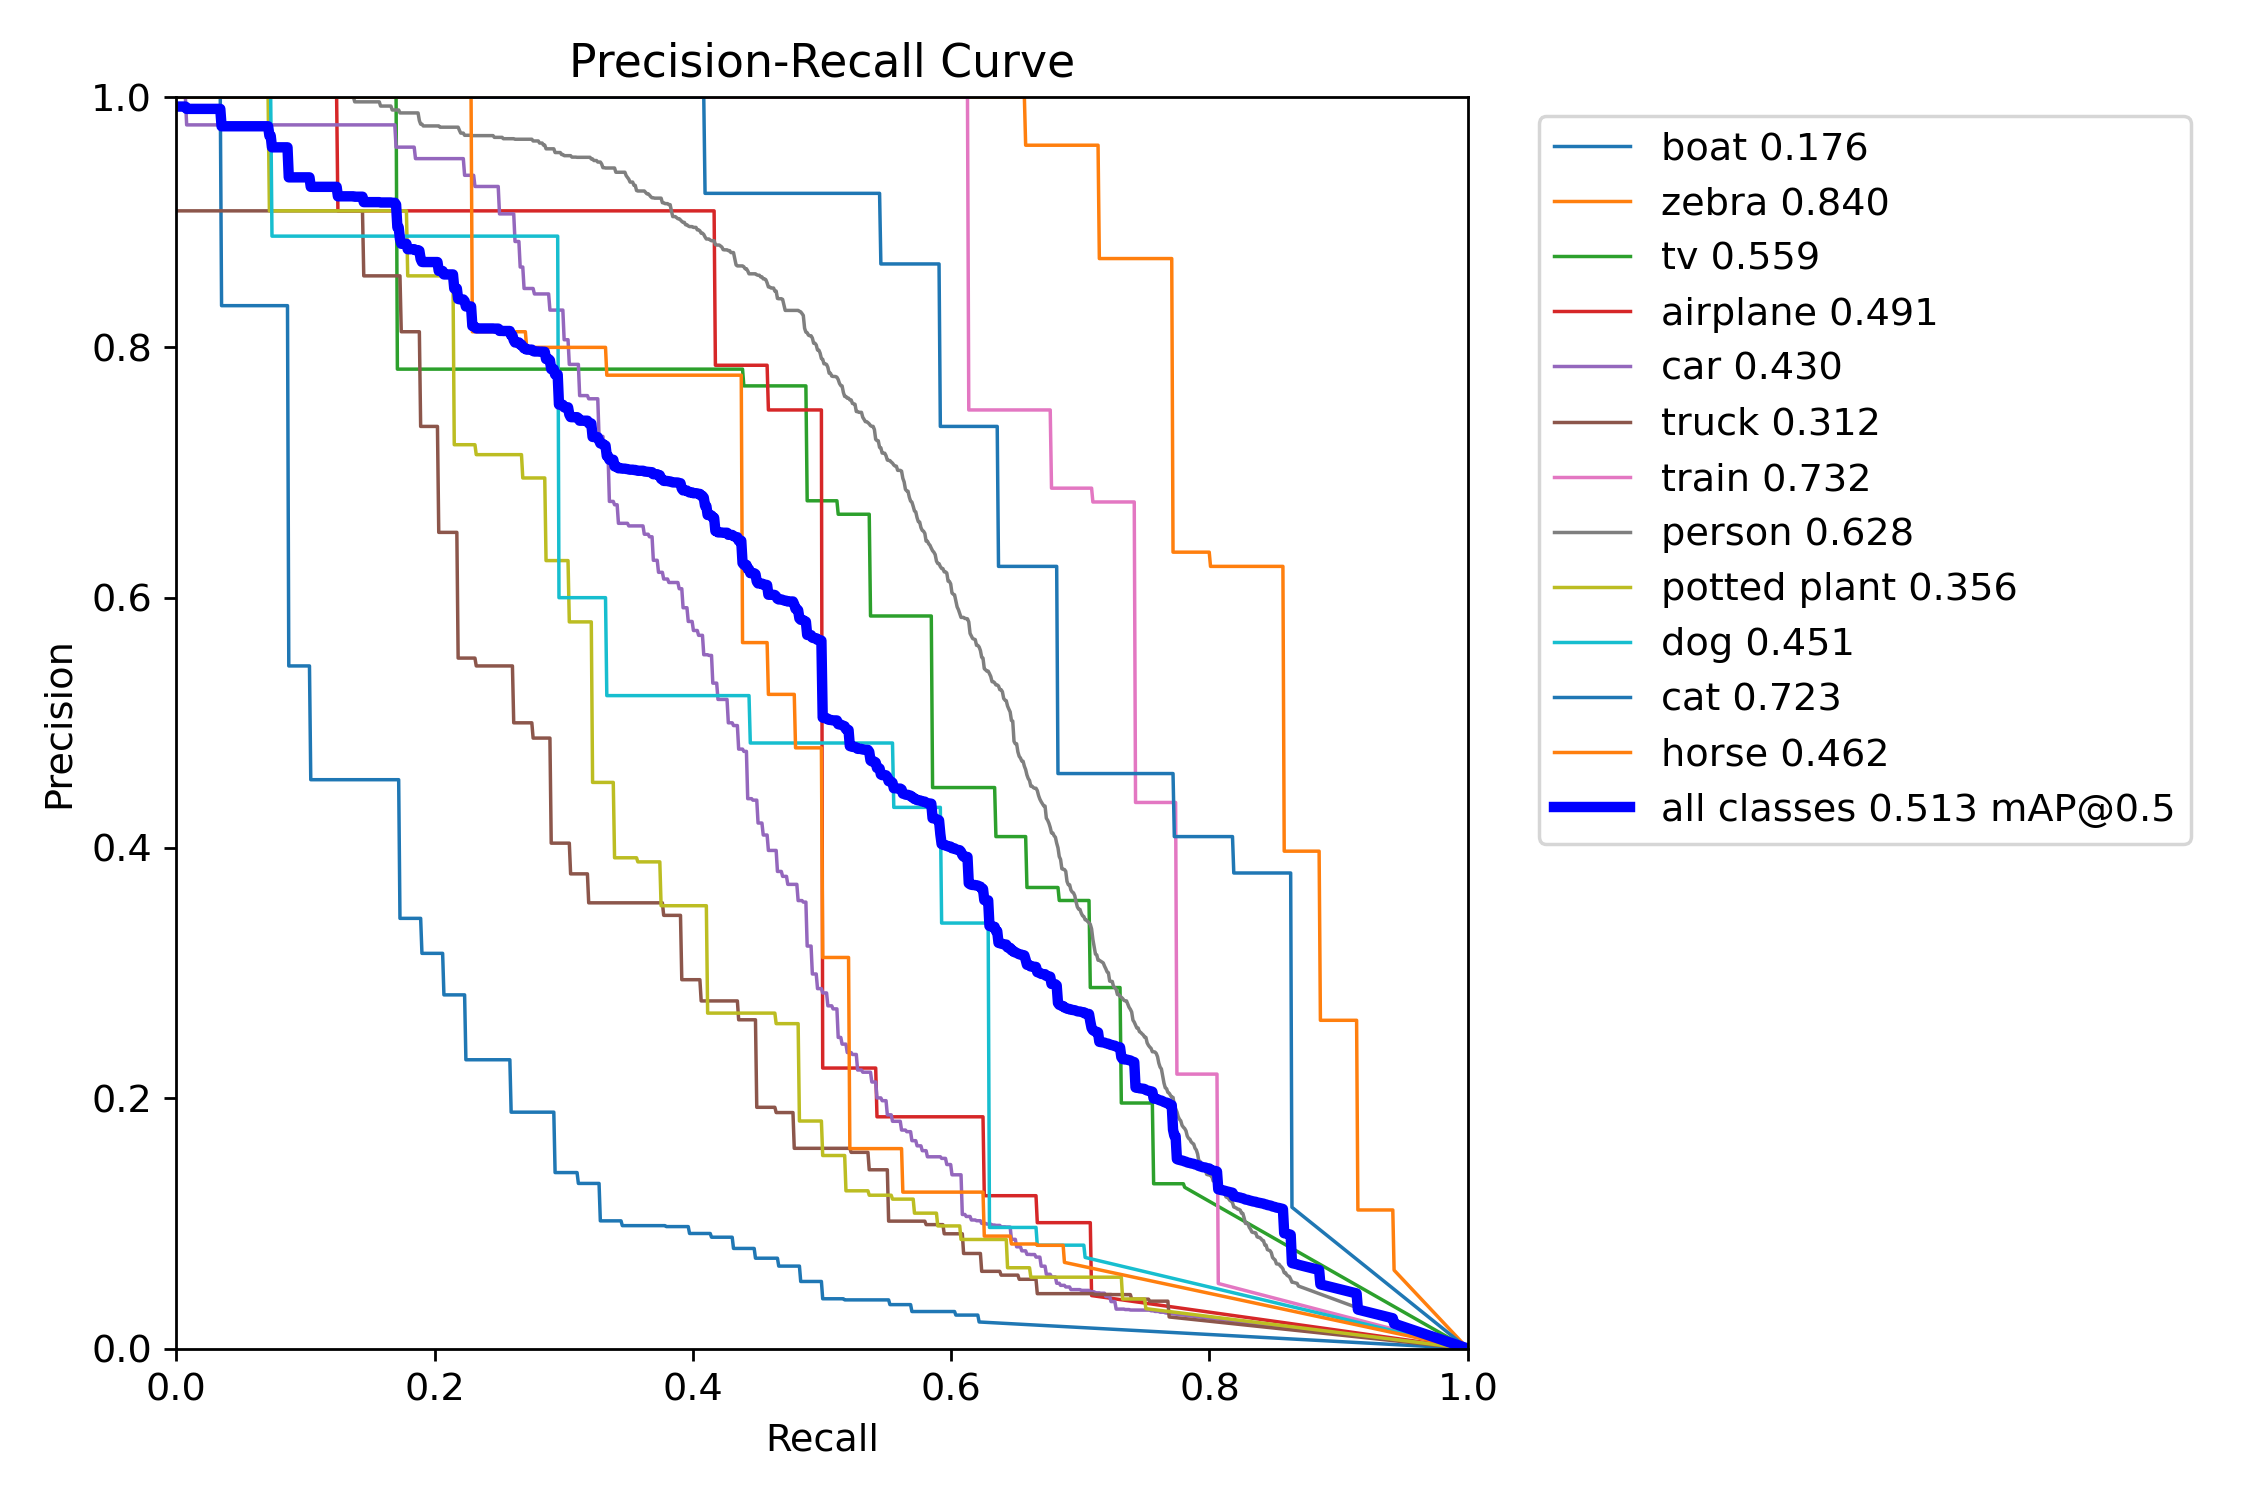 Precision-Recall Curve
1.0
0.8
0.6
0.4
0.2
0.0
Precision
0.0 0.2 0.4 0.6 0.8 1.0
Recall
boat 0.176
zebra 0.840
tv 0.559
airplane 0.491
car 0.430
truck 0.312
train 0.732
person 0.628
potted plant 0.356
dog 0.451
cat 0.723
horse 0.462
all classes 0.513 mAP@0.5